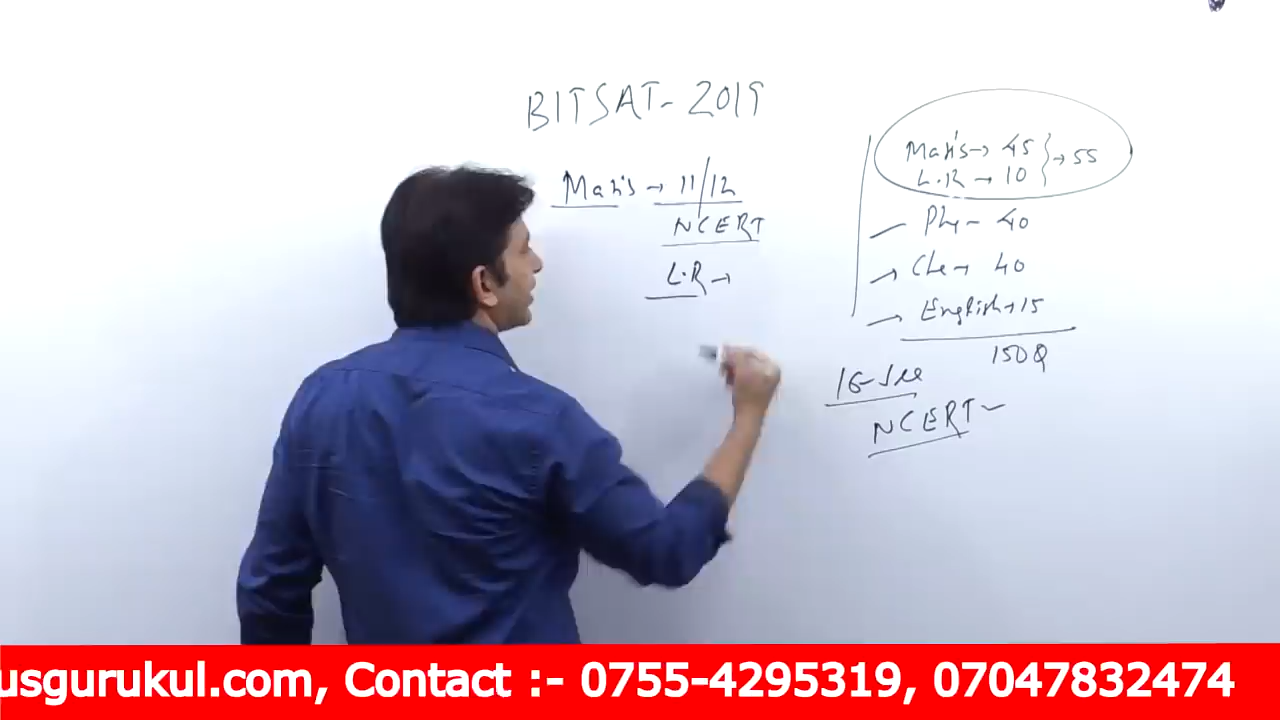 BITSAT - 2019
Maths → 11/12
NCERT
L.R →
Maths → 45 } → 55
L.R → 10
Phy - 40
Che → 40
English → 15
150 Q
NCERT -
usgurukul.com, Contact :- 0755-4295319, 07047832474